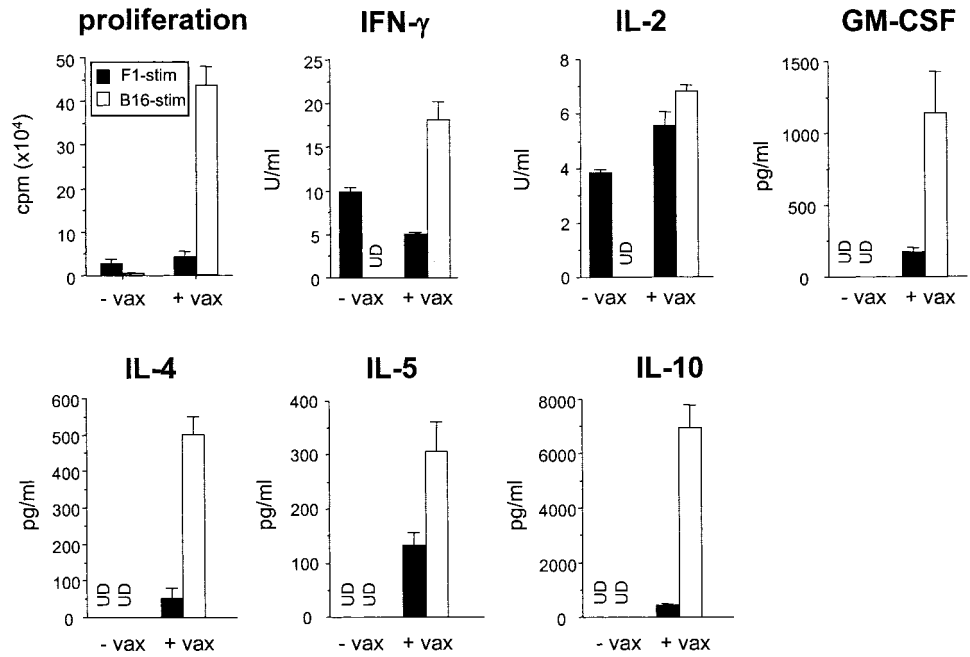 proliferation
50
40
30
20
10
0
cpm (x10⁴)
F1-stim
B16-stim
- vax + vax
IFN-γ
25
20
15
10
5
0
U/ml
UD
- vax + vax
IL-2
8
6
4
2
0
U/ml
UD
- vax + vax
GM-CSF
1500
1000
500
0
pg/ml
UD UD
- vax + vax
IL-4
600
500
400
300
200
100
0
pg/ml
UD UD
- vax + vax
IL-5
400
300
200
100
0
pg/ml
UD UD
- vax + vax
IL-10
8000
6000
4000
2000
0
pg/ml
UD UD
- vax + vax